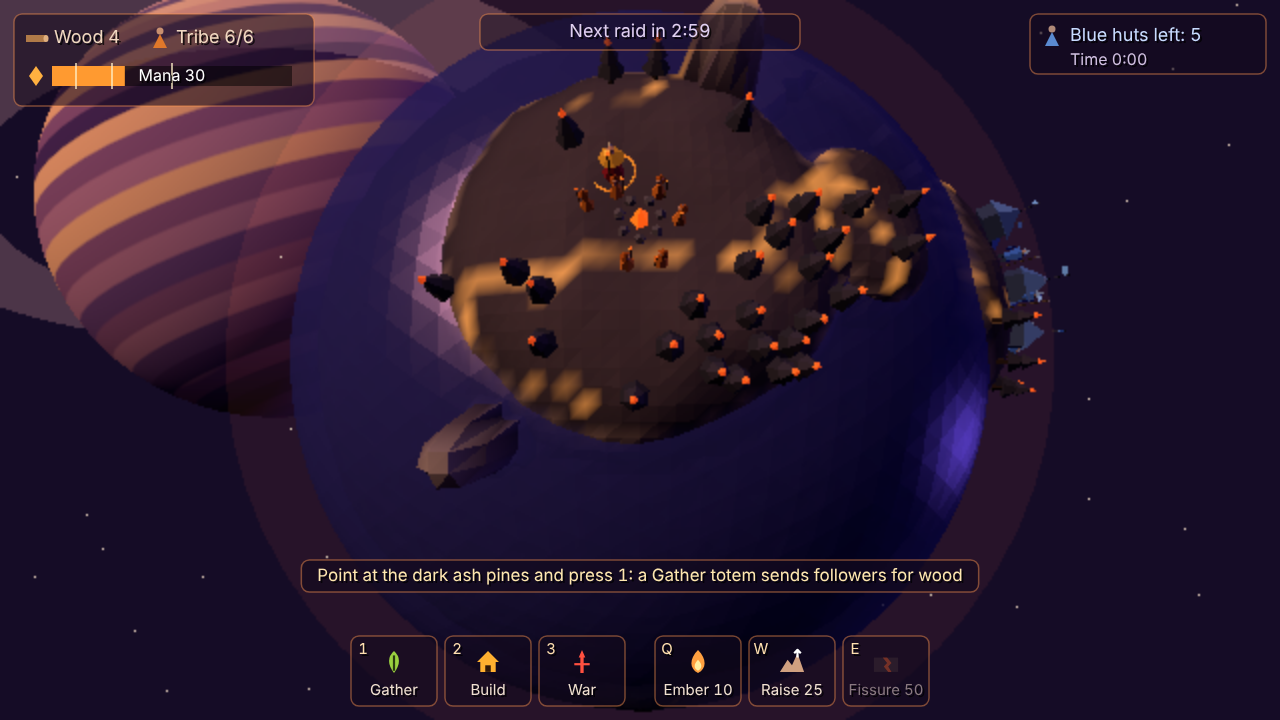 Wood 4
Tribe 6/6
Mana 30
Next raid in 2:59
Blue huts left: 5
Time 0:00
Point at the dark ash pines and press 1: a Gather totem sends followers for wood
1
Gather
2
Build
3
War
Q
Ember 10
W
Raise 25
E
Fissure 50